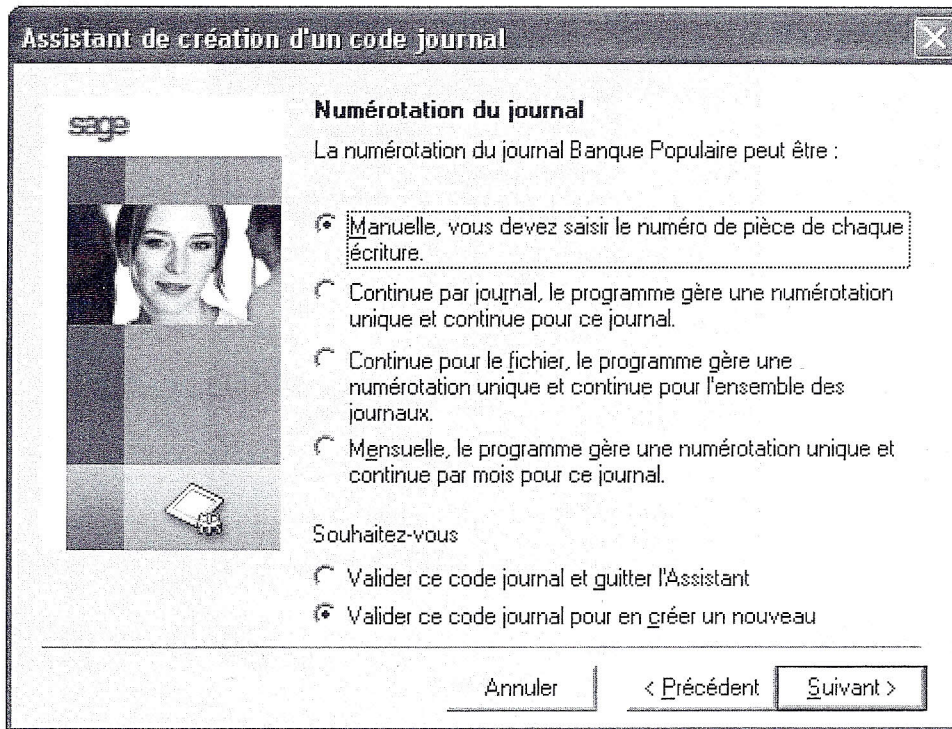 Assistant de création d'un code journal
sage
Numérotation du journal
La numérotation du journal Banque Populaire peut être :
Manuelle, vous devez saisir le numéro de pièce de chaque
écriture.
Continue par journal, le programme gère une numérotation
unique et continue pour ce journal.
Continue pour le fichier, le programme gère une
numérotation unique et continue pour l'ensemble des
journaux.
Mensuelle, le programme gère une numérotation unique et
continue par mois pour ce journal.
Souhaitez-vous
Valider ce code journal et quitter l'Assistant
Valider ce code journal pour en créer un nouveau
Annuler
< Précédent
Suivant >